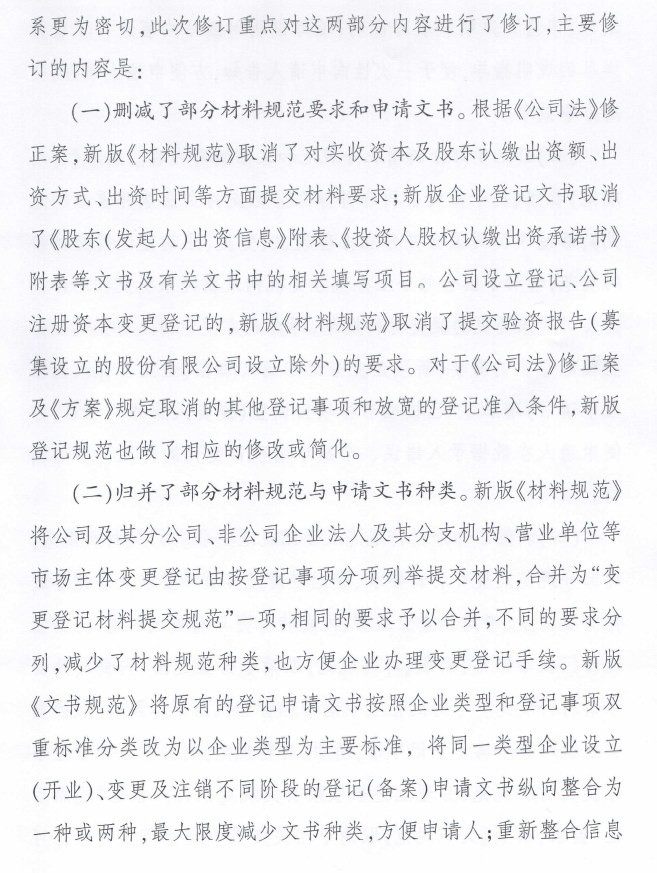 系更为密切,此次修订重点对这两部分内容进行了修订,主要修
订的内容是:
(一)删减了部分材料规范要求和申请文书。根据《公司法》修
正案,新版《材料规范》取消了对实收资本及股东认缴出资额、出
资方式、出资时间等方面提交材料要求;新版企业登记文书取消
了《股东(发起人)出资信息》附表、《投资人股权认缴出资承诺书》
附表等文书及有关文书中的相关填写项目。公司设立登记、公司
注册资本变更登记的,新版《材料规范》取消了提交验资报告(募
集设立的股份有限公司设立除外)的要求。对于《公司法》修正案
及《方案》规定取消的其他登记事项和放宽的登记准入条件,新版
登记规范也做了相应的修改或简化。
(二)归并了部分材料规范与申请文书种类。新版《材料规范》
将公司及其分公司、非公司企业法人及其分支机构、营业单位等
市场主体变更登记由按登记事项分项列举提交材料,合并为“变
更登记材料提交规范”一项,相同的要求予以合并,不同的要求分
列,减少了材料规范种类,也方便企业办理变更登记手续。新版
《文书规范》将原有的登记申请文书按照企业类型和登记事项双
重标准分类改为以企业类型为主要标准，将同一类型企业设立
(开业)、变更及注销不同阶段的登记(备案)申请文书纵向整合为
一种或两种,最大限度减少文书种类,方便申请人;重新整合信息